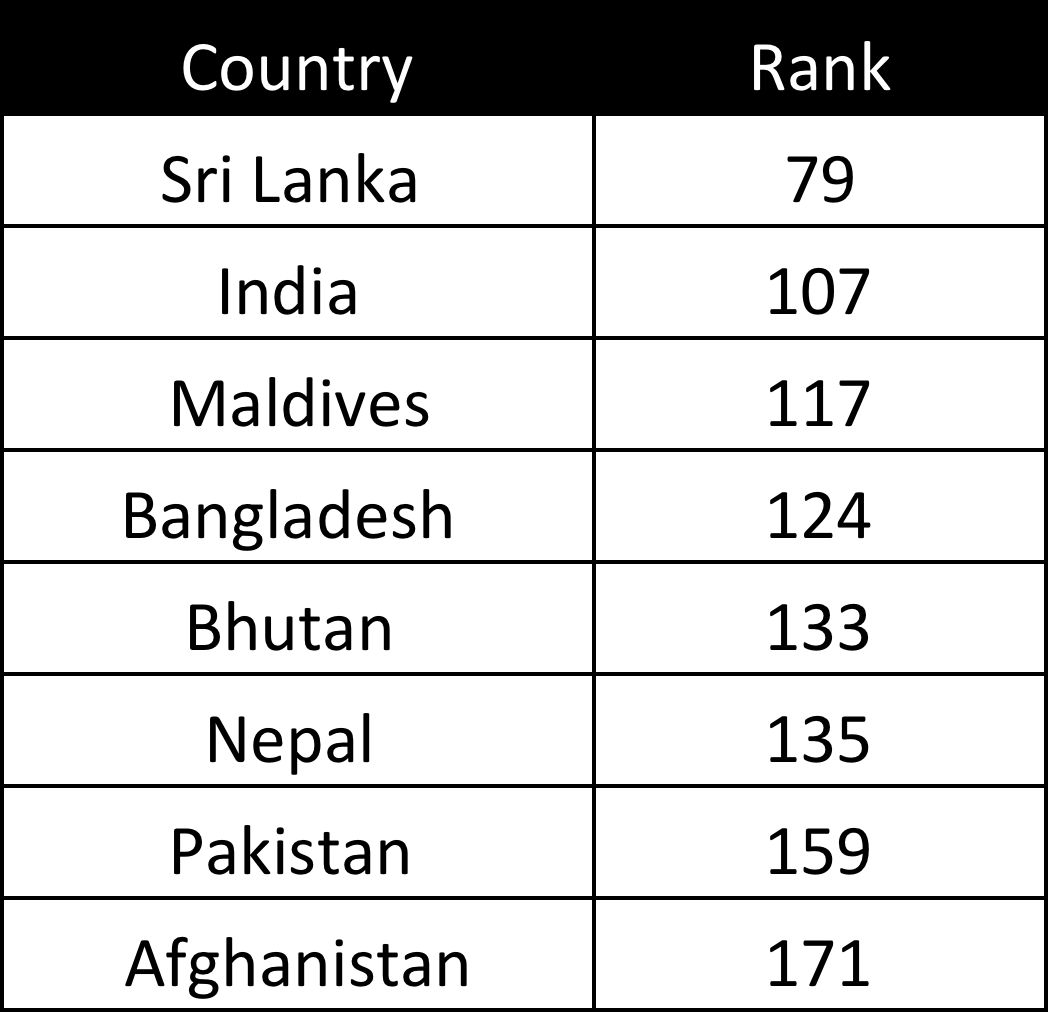 Country Rank
Sri Lanka 79
India 107
Maldives 117
Bangladesh 124
Bhutan 133
Nepal 135
Pakistan 159
Afghanistan 171